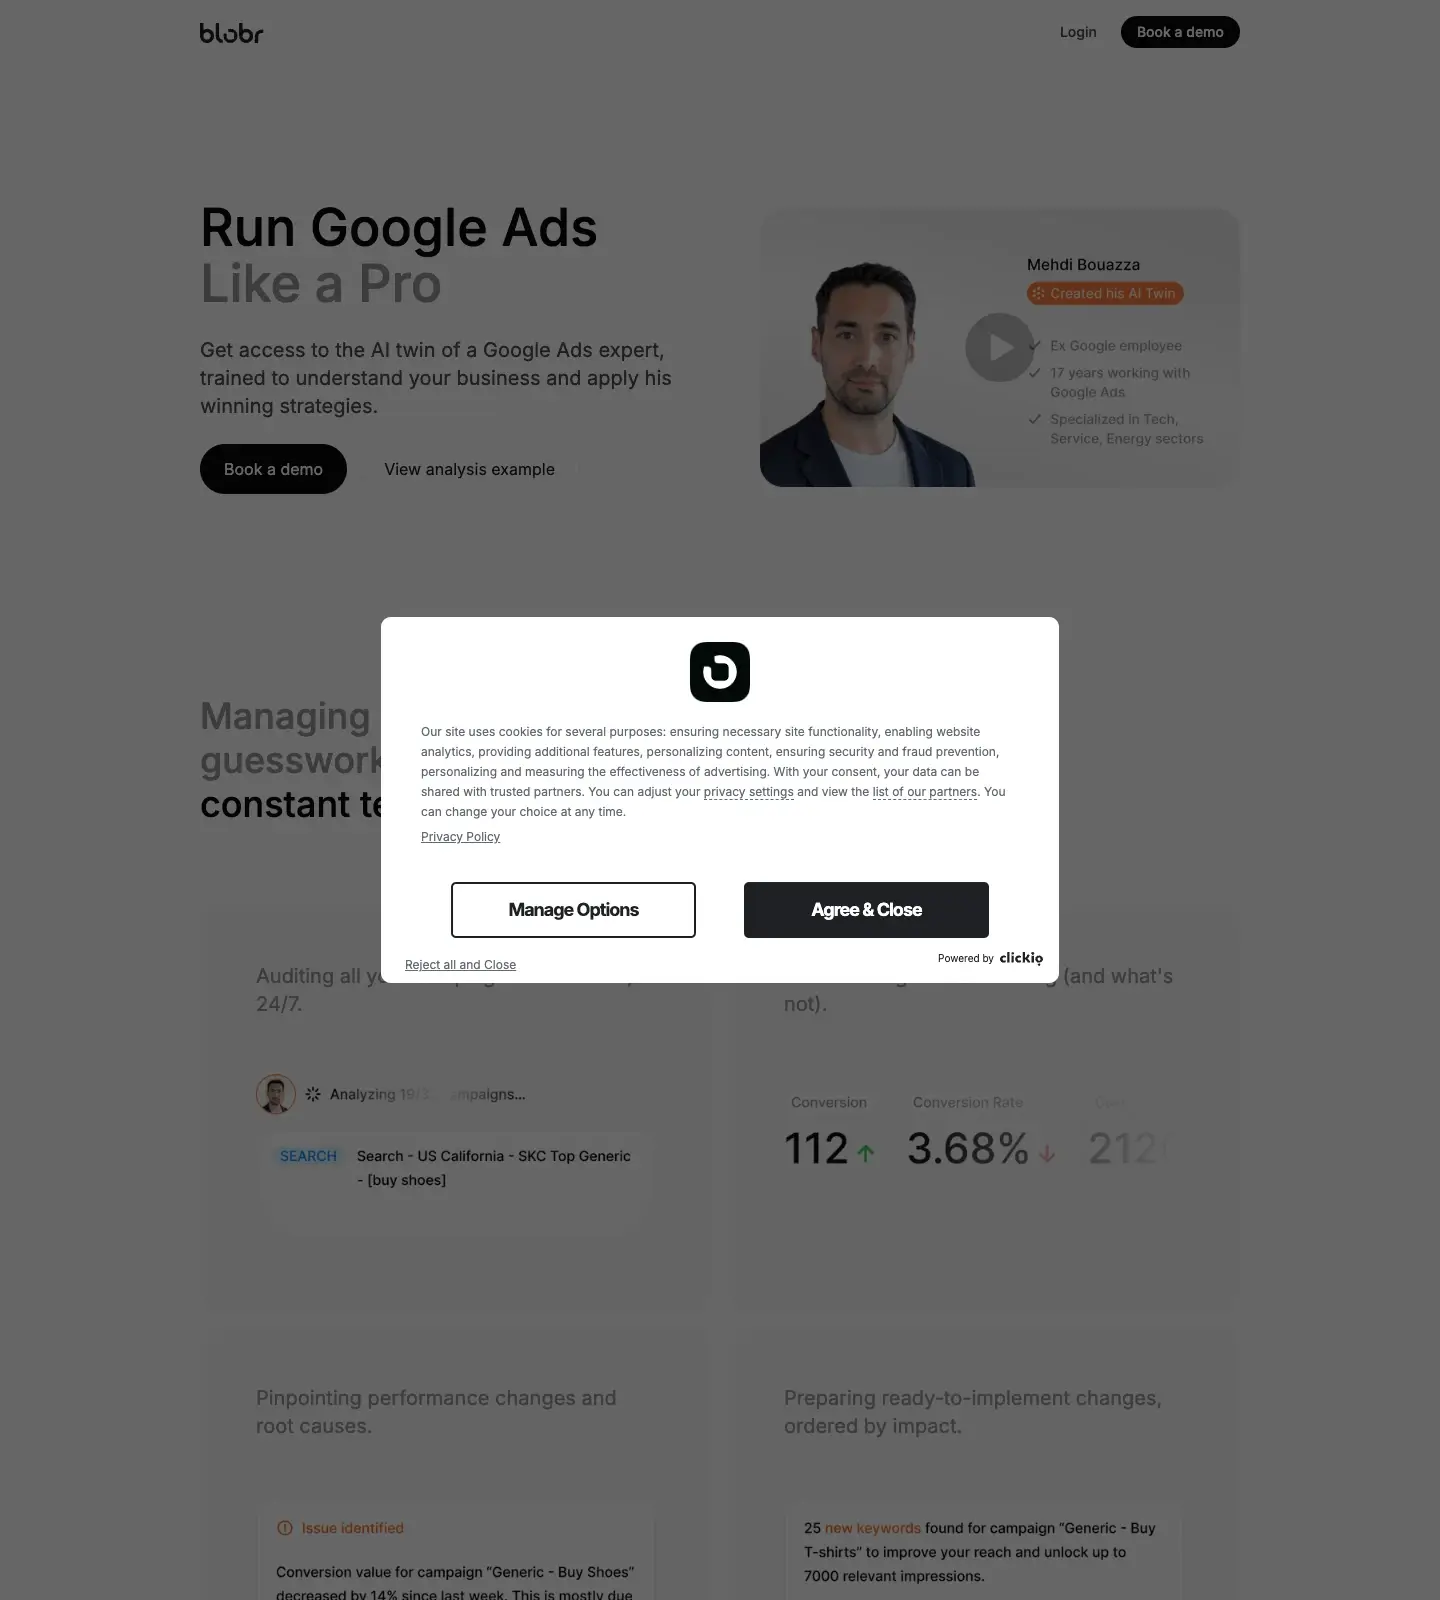 blobr
Login
Book a demo
Run Google Ads
Like a Pro
Get access to the AI twin of a Google Ads expert,
trained to understand your business and apply his
winning strategies.
Book a demo
View analysis example
Mehdi Bouazza
Created his AI Twin
Ex Google employee
17 years working with
Google Ads
Specialized in Tech,
Service, Energy sectors
Managing
guesswork
constant
Our site uses cookies for several purposes: ensuring necessary site functionality, enabling website
analytics, providing additional features, personalizing content, ensuring security and fraud prevention,
personalizing and measuring the effectiveness of advertising. With your consent, your data can be
shared with trusted partners. You can adjust your privacy settings and view the list of our partners. You
can change your choice at any time.
Privacy Policy
Manage Options
Agree & Close
Reject all and Close
Powered by clickio
Auditing all
24/7.
(and what's
not).
Analyzing 19/3 mpaigns...
SEARCH
Search - US California - SKC Top Generic
- [buy shoes]
Conversion
112
Conversion Rate
3.68%
212
Pinpointing performance changes and
root causes.
Preparing ready-to-implement changes,
ordered by impact.
Issue identified
Conversion value for campaign “Generic - Buy Shoes”
decreased by 14% since last week. This is mostly due
25 new keywords found for campaign “Generic - Buy
T-shirts” to improve your reach and unlock up to
7000 relevant impressions.